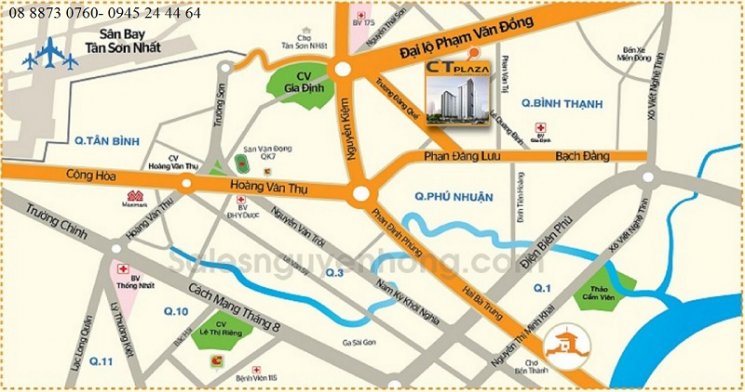 08 8873 0760- 0945 24 44 64
Sân Bay
Tân Sơn Nhất
BV 175
Nguyễn Thái Sơn
Chợ
Tân Sơn Nhất
Đại lộ Phạm Văn Đồng
CT PLAZA
Phan Văn Trị
Bến Xe
Miền Đông
Xô Viết Nghệ Tĩnh
CV
Gia Định
Trường Sơn
Nguyễn Kiệm
Trương Đăng Quế
Lê Quang Định
Q.BÌNH THẠNH
BV
Gia Định
Q.TÂN BÌNH
CV
Hoàng Văn Thụ
Sân Vận Động
QK7
Phan Đăng Lưu
Bạch Đằng
Cộng Hòa
Hoàng Văn Thụ
Maximark
Hoàng Văn Thụ
BV
ĐHY Dược
Nguyễn Văn Trỗi
Q.PHÚ NHUẬN
Đinh Tiên Hoàng
Phan Đình Phùng
Điện Biên Phủ
Xô Viết Nghệ Tĩnh
Trường Chinh
Salesnguyenhong.com
Lê Văn Sỹ
Q.3
BV
Thống Nhất
Cách Mạng Tháng 8
Nam Kỳ Khởi Nghĩa
Hai Bà Trưng
Q.1
Thảo
Cầm Viên
Nguyễn Thị Minh Khai
Lạc Long Quân
Lý Thường Kiệt
Q.10
Bắc Hải
CV
Lê Thị Riêng
Ga Sài Gòn
Q.11
Bệnh Viện 115
Chợ
Bến Thành